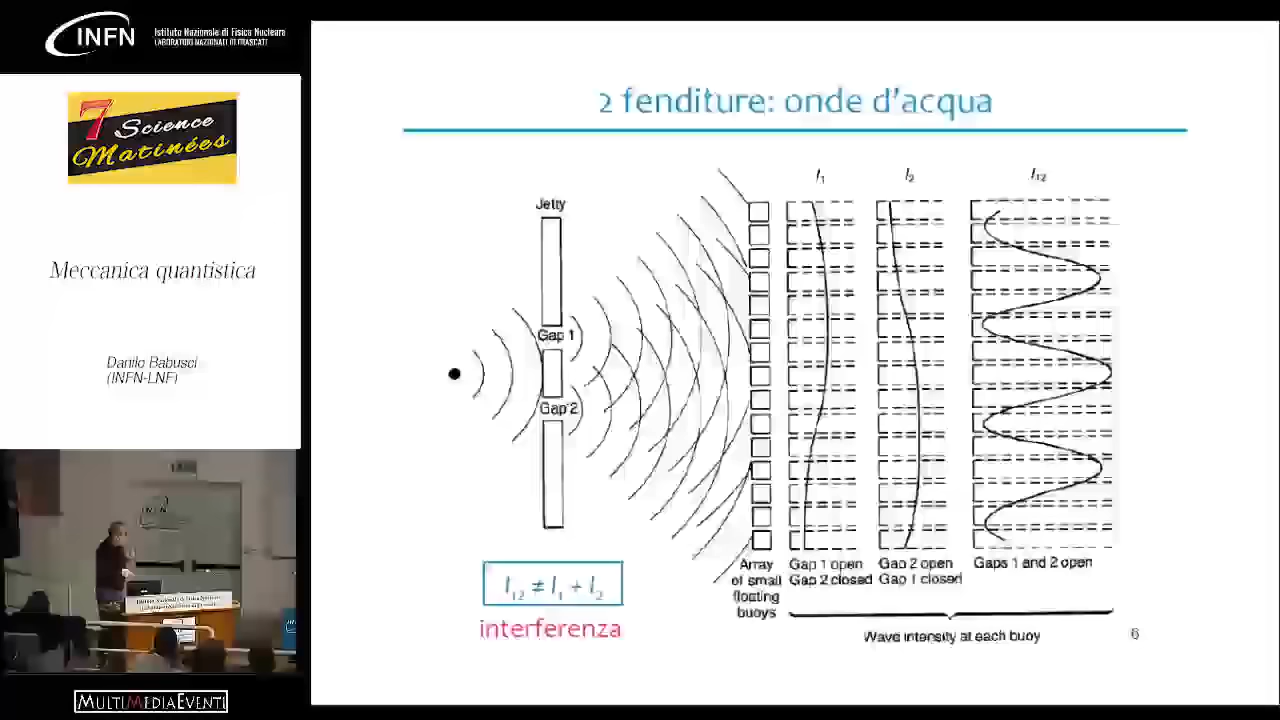 INFN
Istituto Nazionale di Fisica Nucleare
LABORATORI NAZIONALI DI FRASCATI
7
Science
Matinées
Meccanica quantistica
Danilo Babusci
(INFN-LNF)
MULTIMEDIAEVENTI
2 fenditure: onde d'acqua
Jetty
Gap 1
Gap 2
I₁
I₂
I₁₂
Array
of small
floating
buoys
Gap 1 open
Gap 2 closed
Gap 2 open
Gap 1 closed
Gaps 1 and 2 open
Wave intensity at each buoy
I₁₂ ≠ I₁ + I₂
interferenza
6